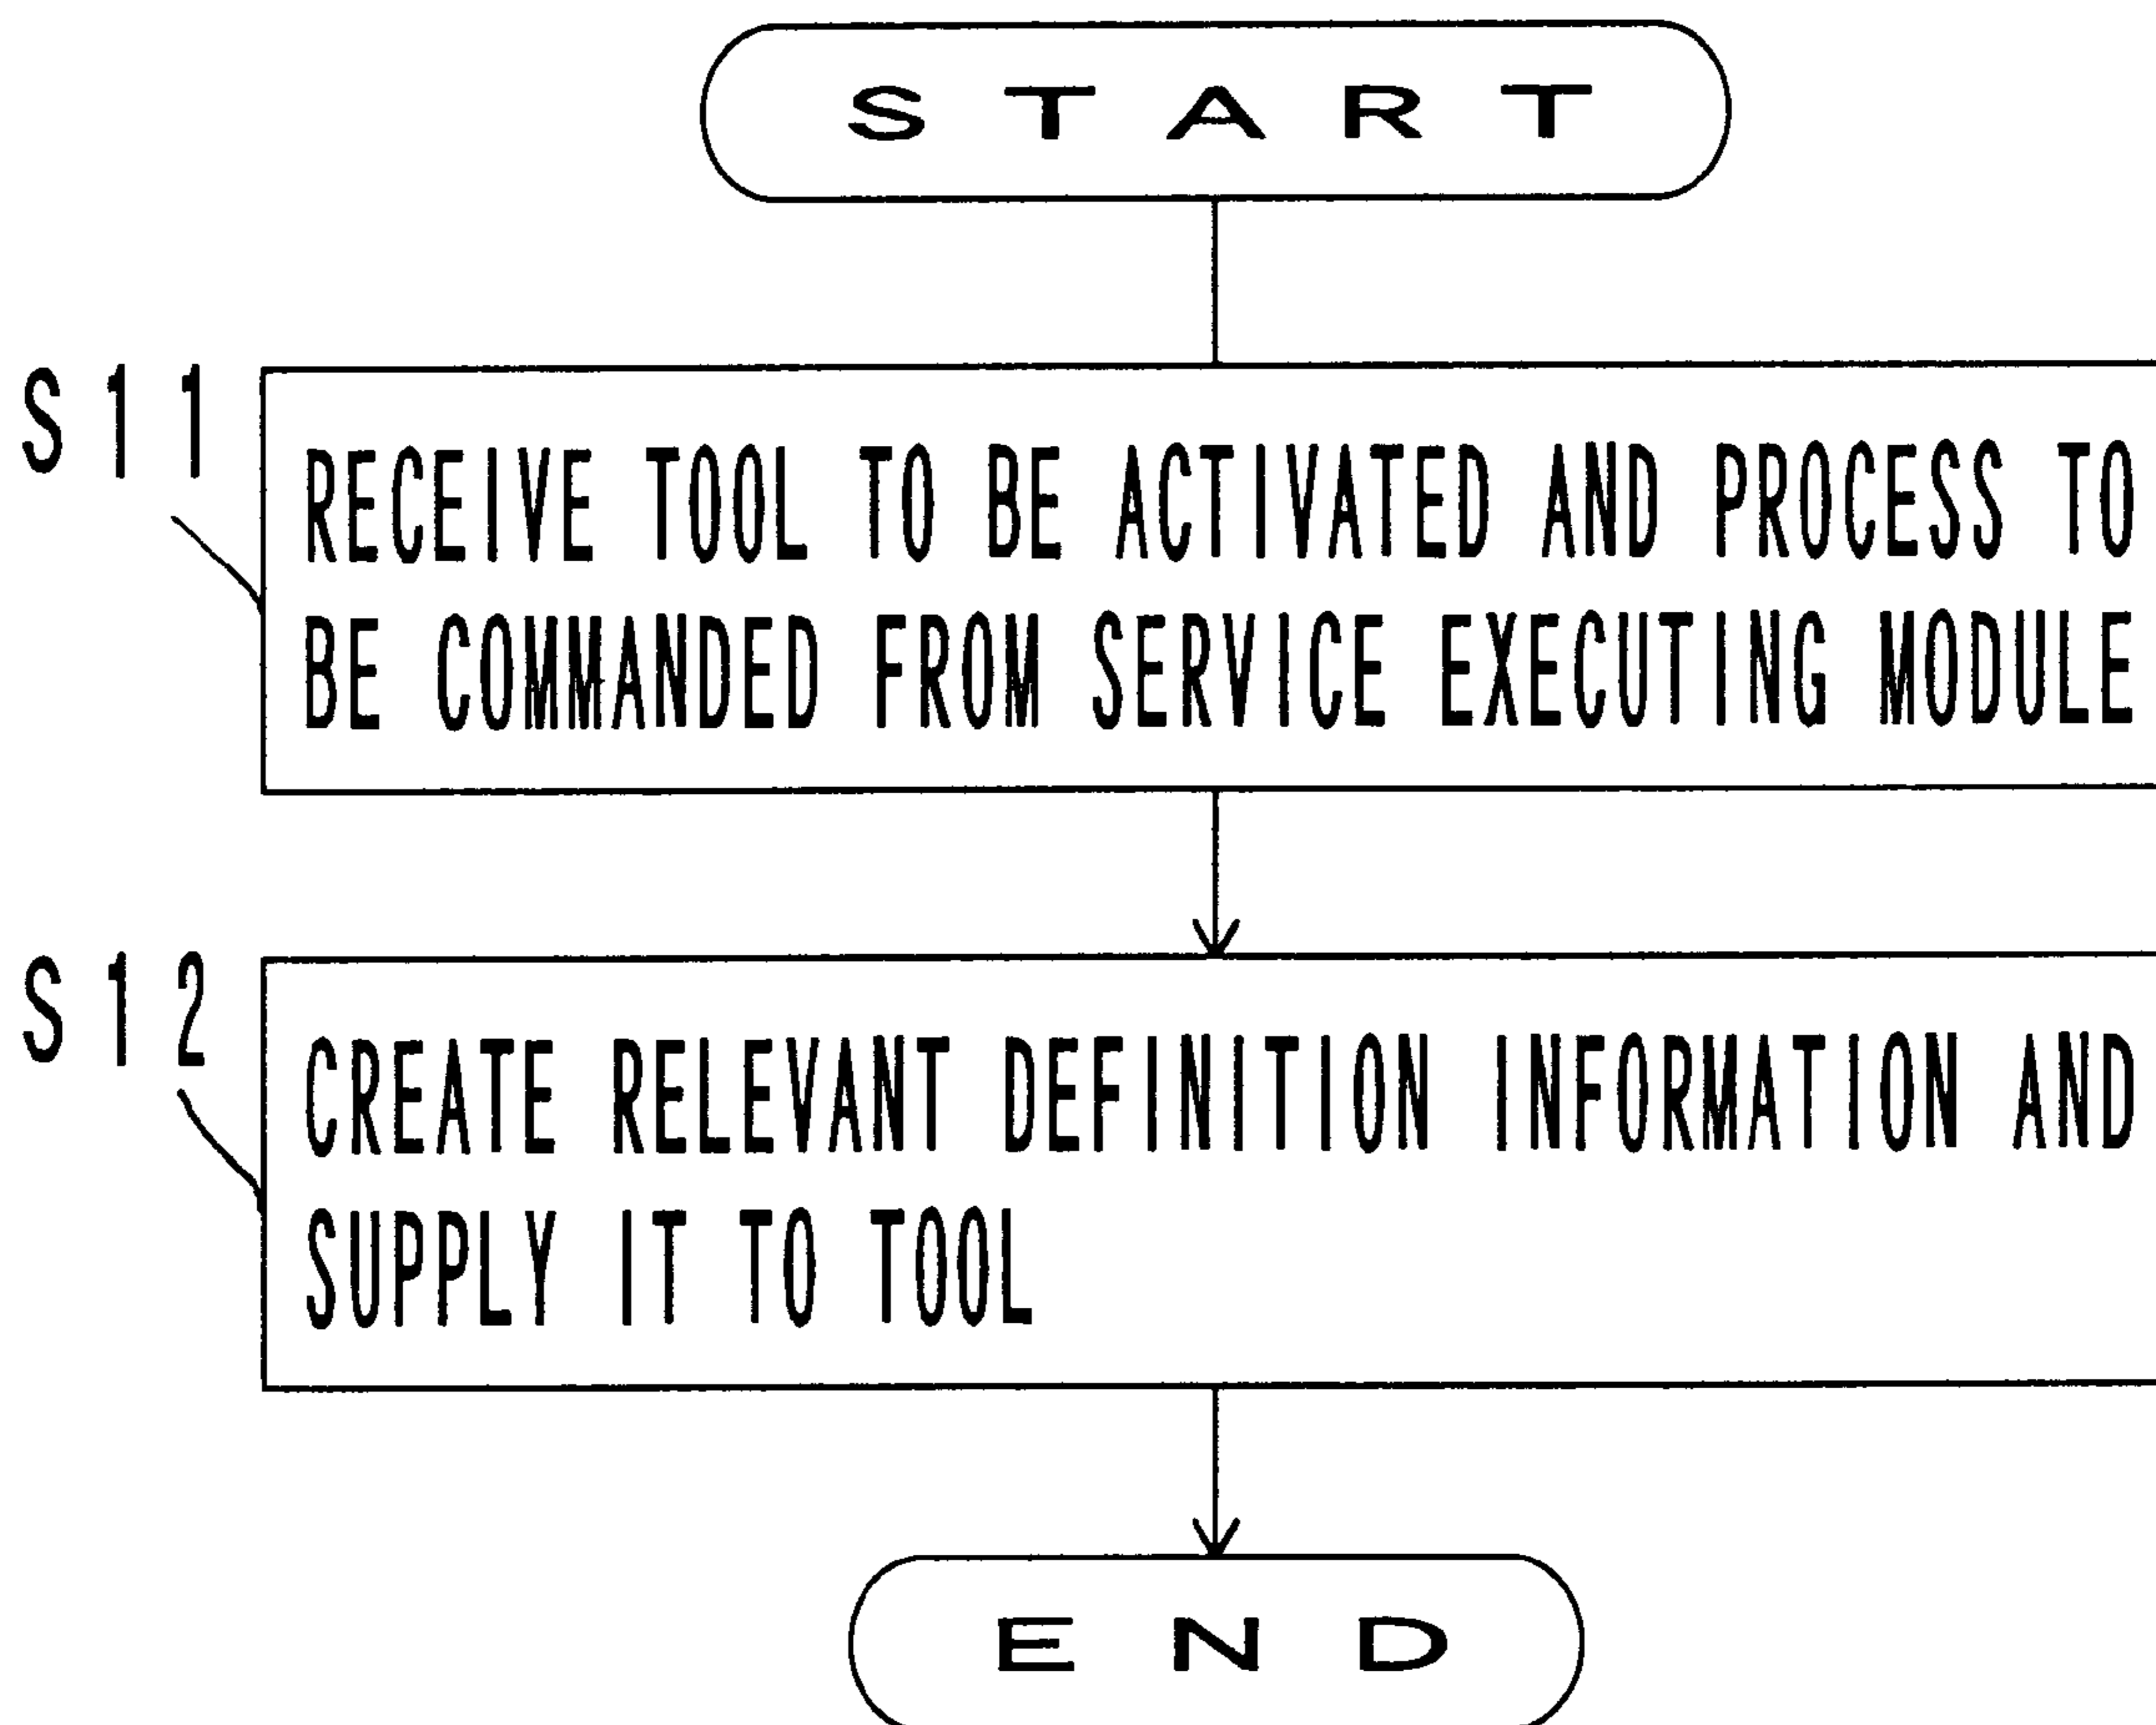 START
S11
RECEIVE TOOL TO BE ACTIVATED AND PROCESS TO
BE COMMANDED FROM SERVICE EXECUTING MODULE
S12
CREATE RELEVANT DEFINITION INFORMATION AND
SUPPLY IT TO TOOL
END